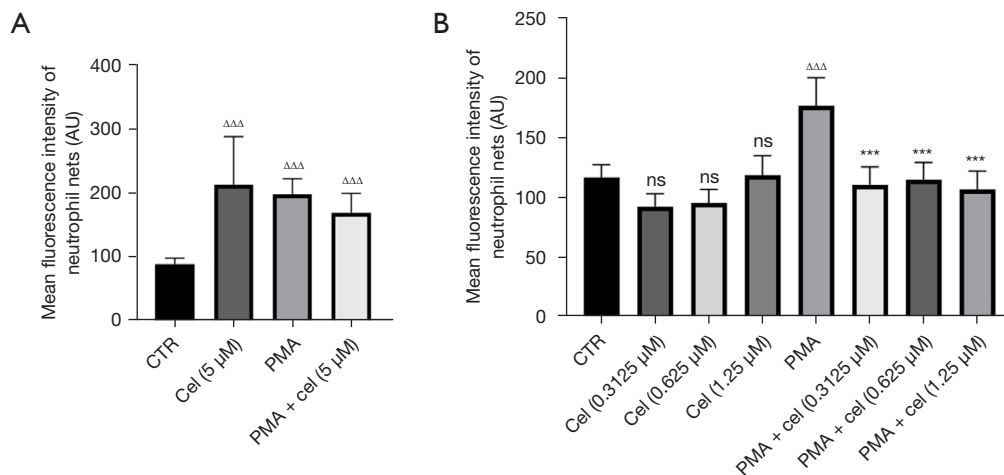 A
Mean fluorescence intensity of
neutrophil nets (AU)
400
300
200
100
0
ΔΔΔ
ΔΔΔ
ΔΔΔ
CTR
Cel (5 μM)
PMA
PMA + cel (5 μM)
B
Mean fluorescence intensity of
neutrophil nets (AU)
250
200
150
100
50
0
ns
ns
ns
ΔΔΔ
***
***
***
CTR
Cel (0.3125 μM)
Cel (0.625 μM)
Cel (1.25 μM)
PMA
PMA + cel (0.3125 μM)
PMA + cel (0.625 μM)
PMA + cel (1.25 μM)